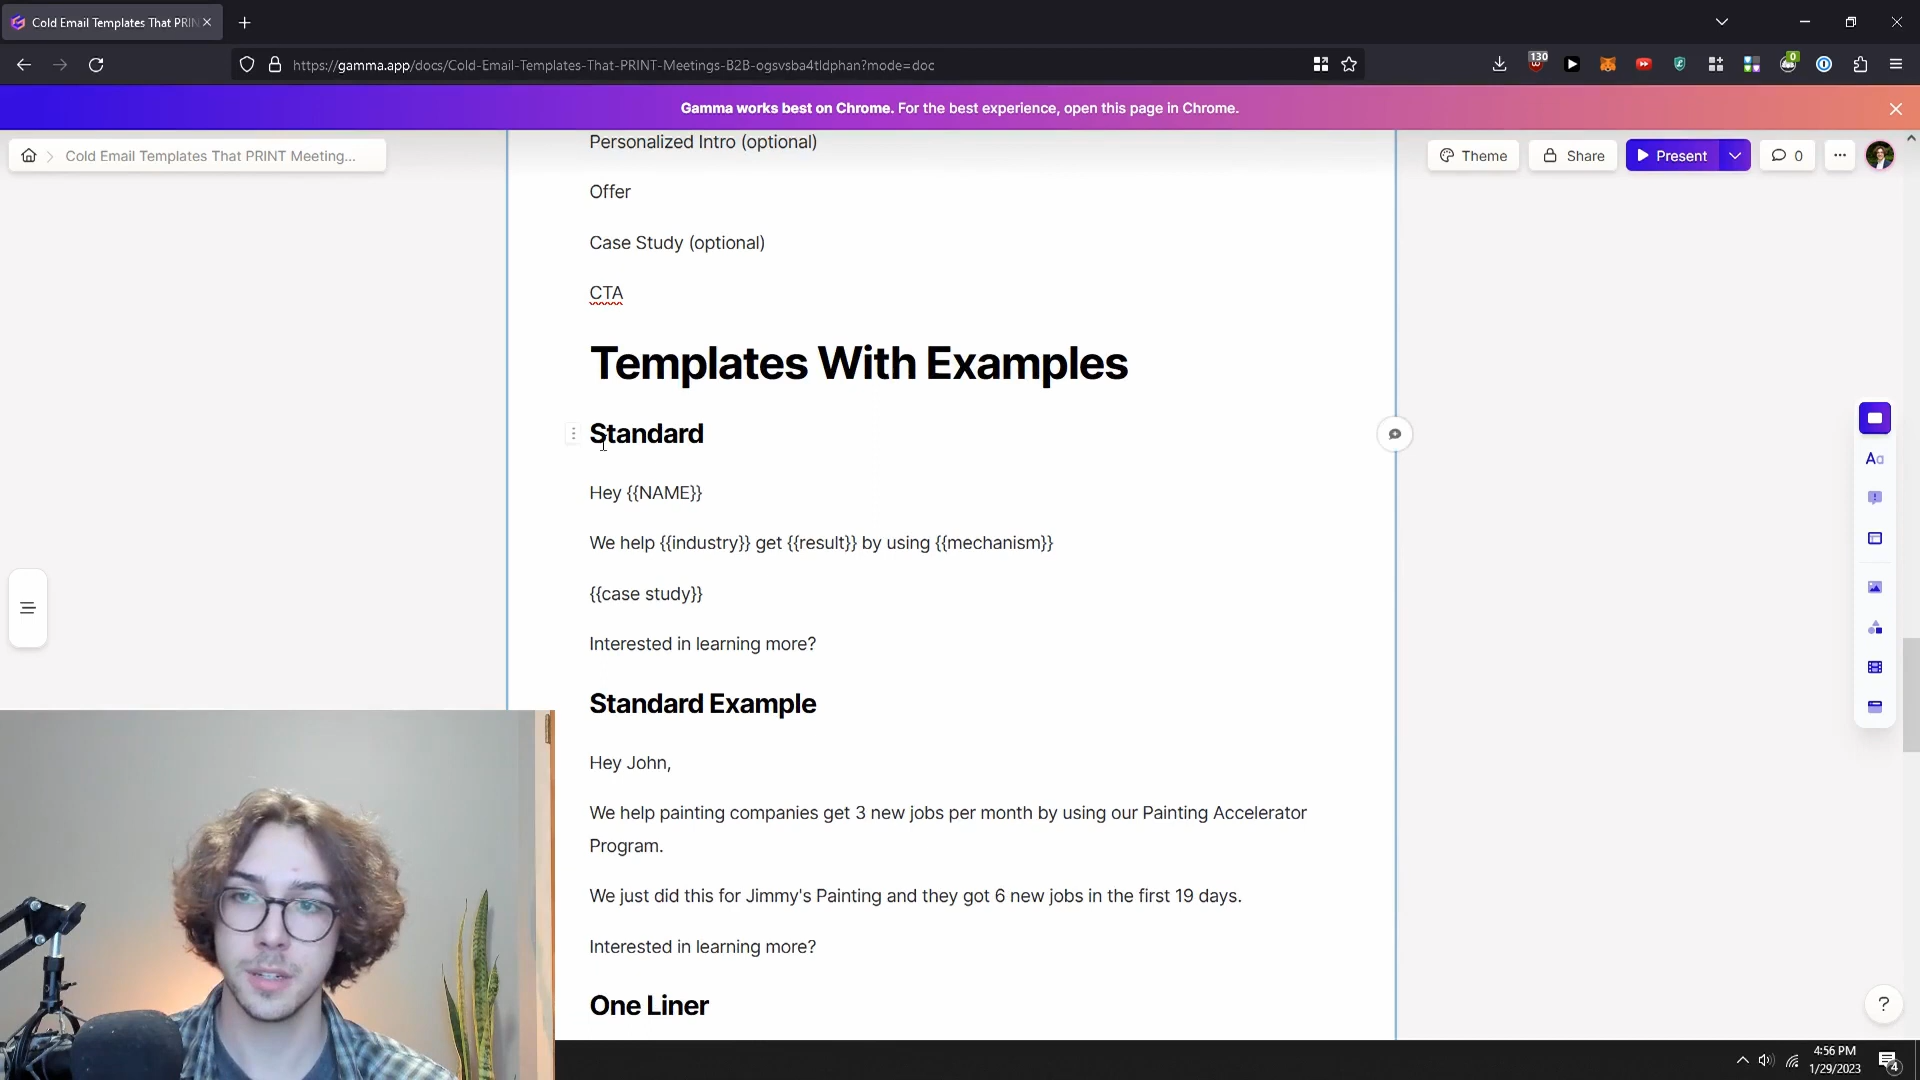 Cold Email Templates That PRIN
https://gamma.app/docs/Cold-Email-Templates-That-PRINT-Meetings-B2B-ogsvsba4tldphan?mode=doc
130
0
Gamma works best on Chrome. For the best experience, open this page in Chrome.
Cold Email Templates That PRINT Meeting...
Theme
Share
Present
0
Personalized Intro (optional)
Offer
Case Study (optional)
CTA
Templates With Examples
Standard
Hey {{NAME}}
We help {{industry}} get {{result}} by using {{mechanism}}
{{case study}}
Interested in learning more?
Standard Example
Hey John,
We help painting companies get 3 new jobs per month by using our Painting Accelerator
Program.
We just did this for Jimmy's Painting and they got 6 new jobs in the first 19 days.
Interested in learning more?
One Liner
Aa
?
4:56 PM
1/29/2023
4